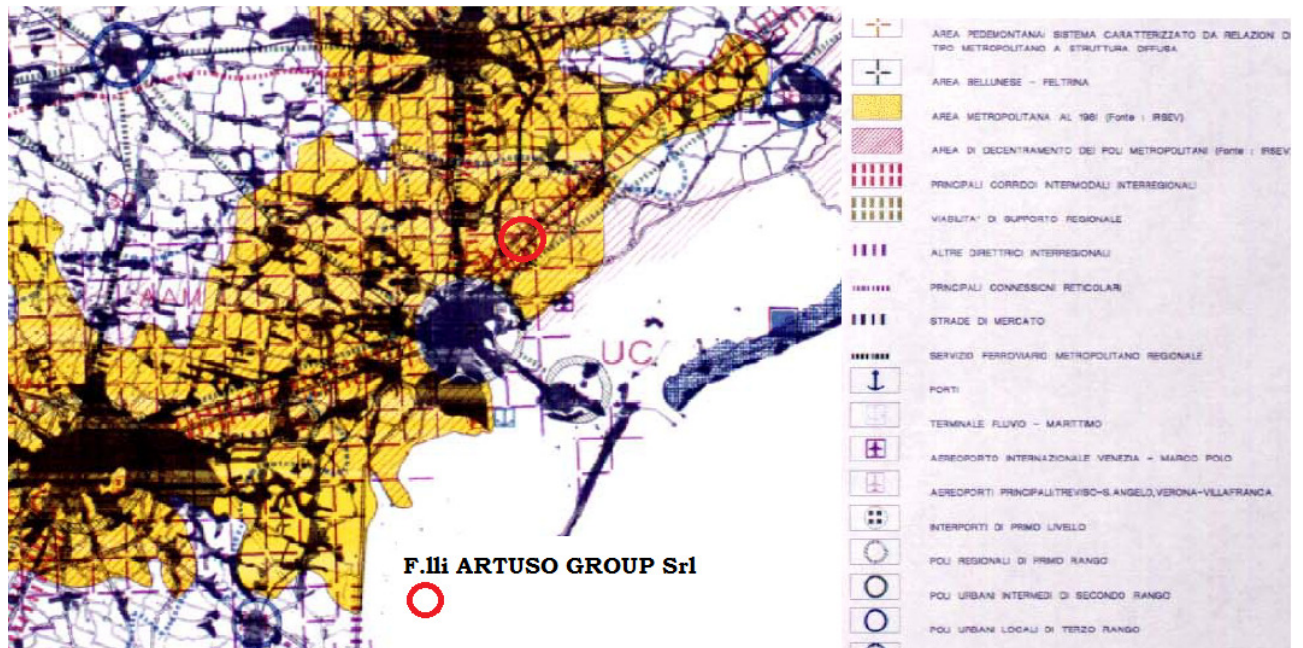 AAM
UC
F.lli ARTUSO GROUP Srl
AREA PEDEMONTANA: SISTEMA CARATTERIZZATO DA RELAZIONI DI
TIPO METROPOLITANO A STRUTTURA DIFFUSA
AREA BELLUNESE - FELTRINA
AREA METROPOLITANA AL 1981 (Fonte : IRSEV)
AREA DI DECENTRAMENTO DEI POLI METROPOLITANI (Fonte : IRSEV)
PRINCIPALI CORRIDOI INTERMODALI INTERREGIONALI
VIABILITA' DI SUPPORTO REGIONALE
ALTRE DIRETTRICI INTERREGIONALI
PRINCIPALI CONNESSIONI RETICOLARI
STRADE DI MERCATO
SERVIZIO FERROVIARIO METROPOLITANO REGIONALE
PORTI
TERMINALE FLUVIO - MARITTIMO
AEREOPORTO INTERNAZIONALE VENEZIA - MARCO POLO
AEREOPORTI PRINCIPALI:TREVISO-S.ANGELO,VERONA-VILLAFRANCA
INTERPORTI DI PRIMO LIVELLO
POLI REGIONALI DI PRIMO RANGO
POLI URBANI INTERMEDI DI SECONDO RANGO
POLI URBANI LOCALI DI TERZO RANGO